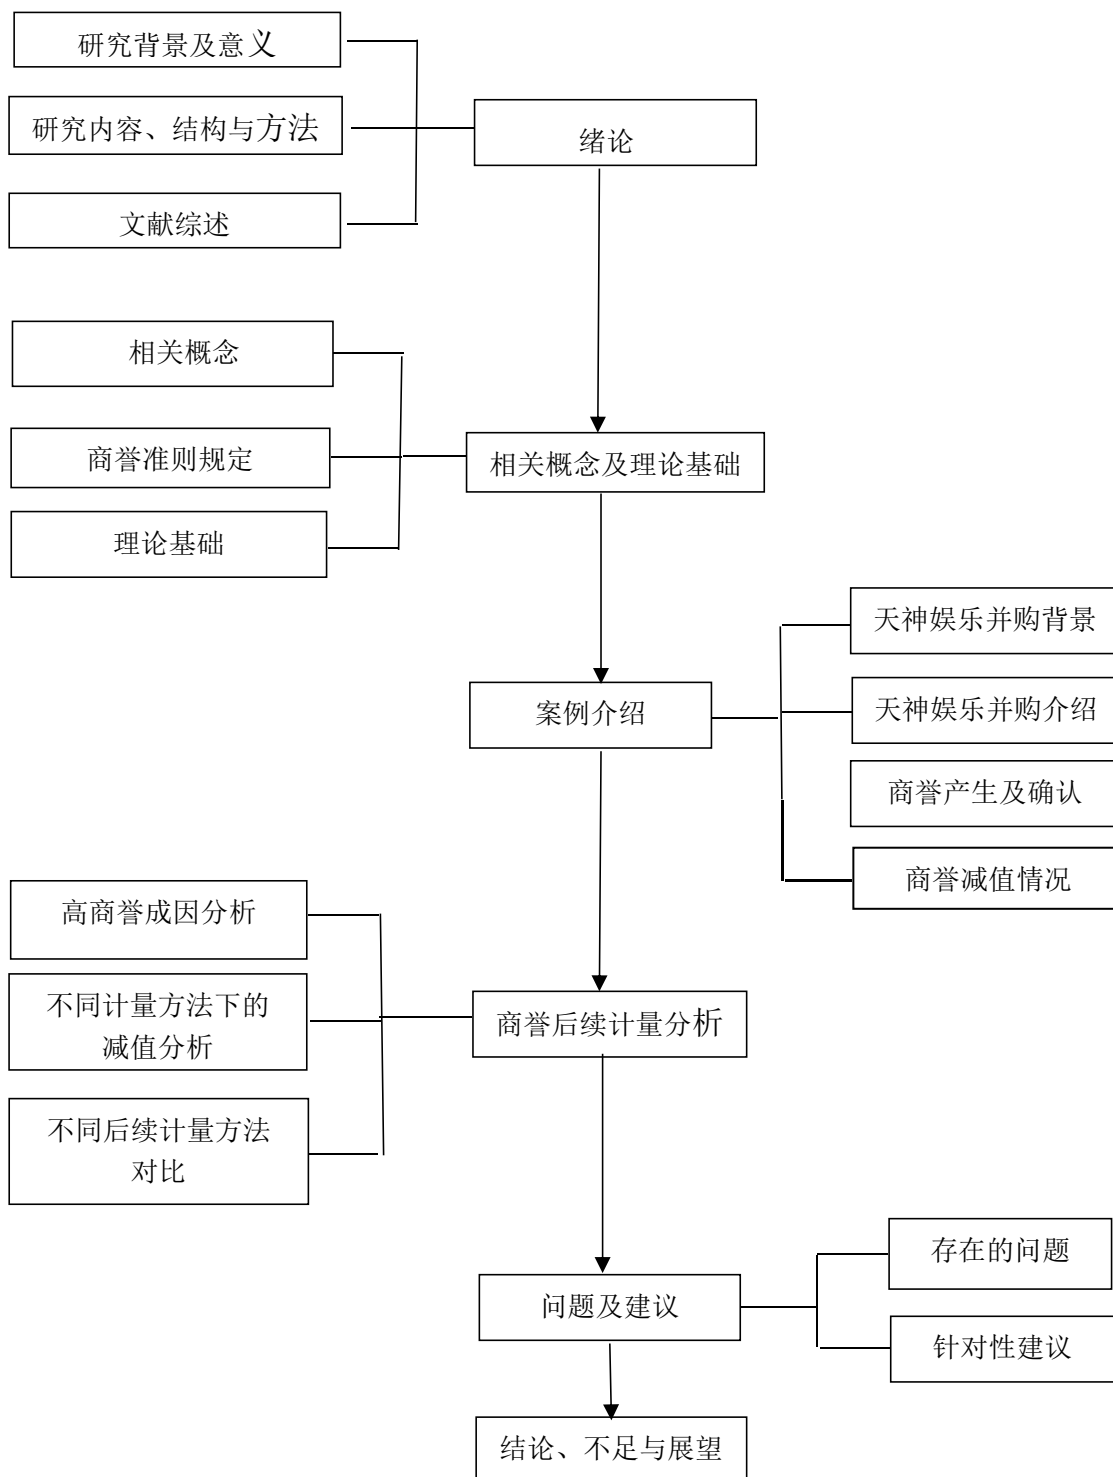 研究背景及意义
研究内容、结构与方法
绪论
文献综述
相关概念
商誉准则规定
相关概念及理论基础
理论基础
天神娱乐并购背景
天神娱乐并购介绍
案例介绍
商誉产生及确认
商誉减值情况
高商誉成因分析
不同计量方法下的
减值分析
商誉后续计量分析
不同后续计量方法
对比
存在的问题
问题及建议
针对性建议
结论、不足与展望